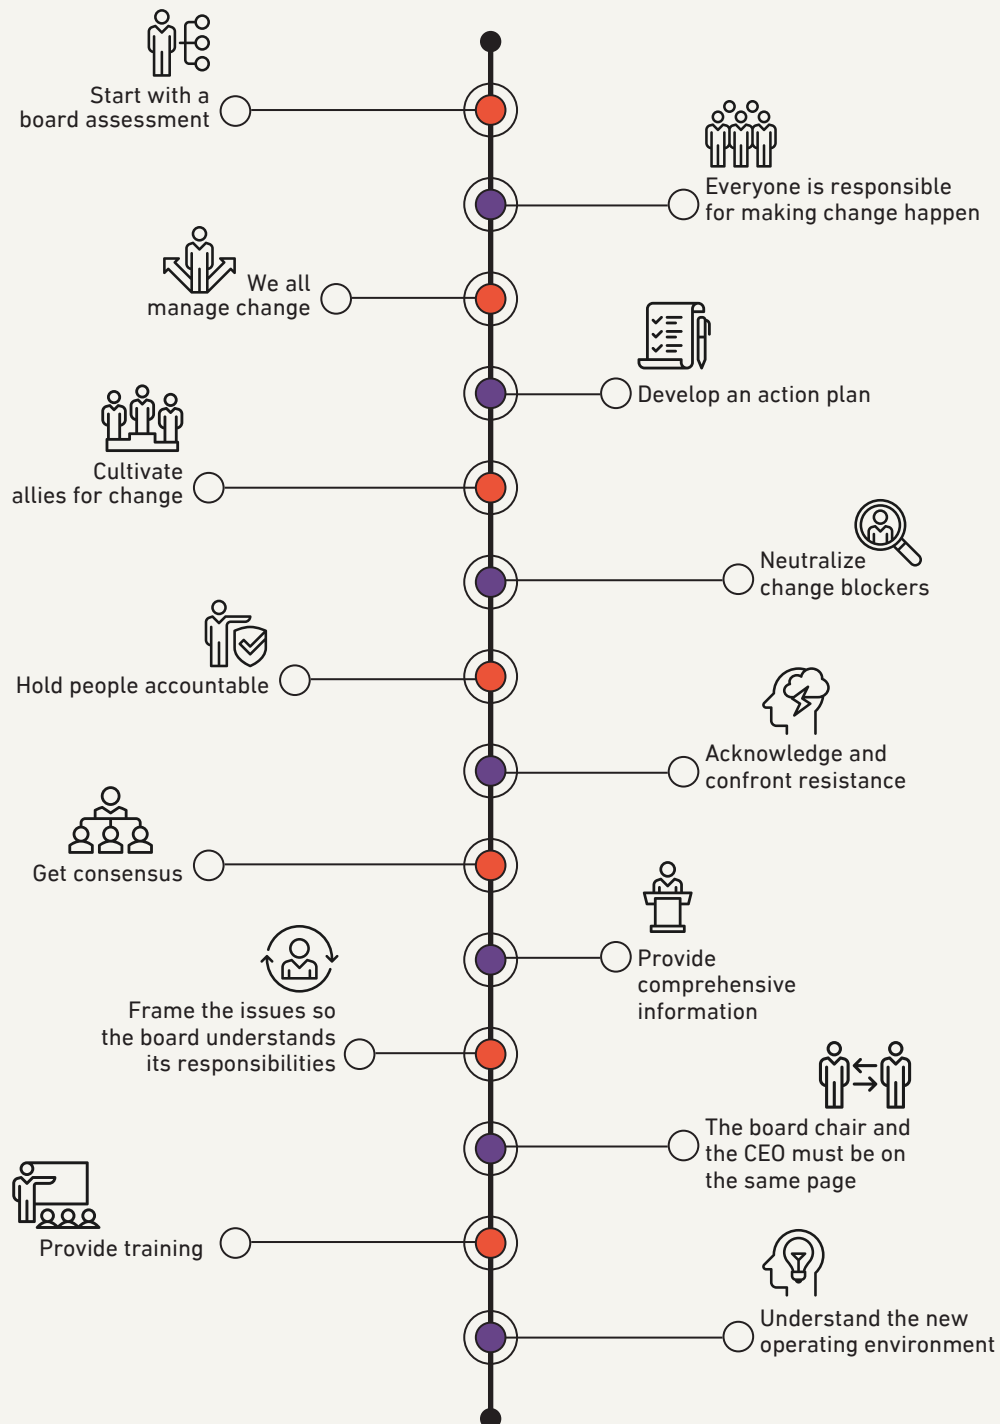 Start with a
board assessment
Everyone is responsible
for making change happen
We all
manage change
Develop an action plan
Cultivate
allies for change
Neutralize
change blockers
Hold people accountable
Acknowledge and
confront resistance
Get consensus
Provide
comprehensive
information
Frame the issues so
the board understands
its responsibilities
The board chair and
the CEO must be on
the same page
Provide training
Understand the new
operating environment